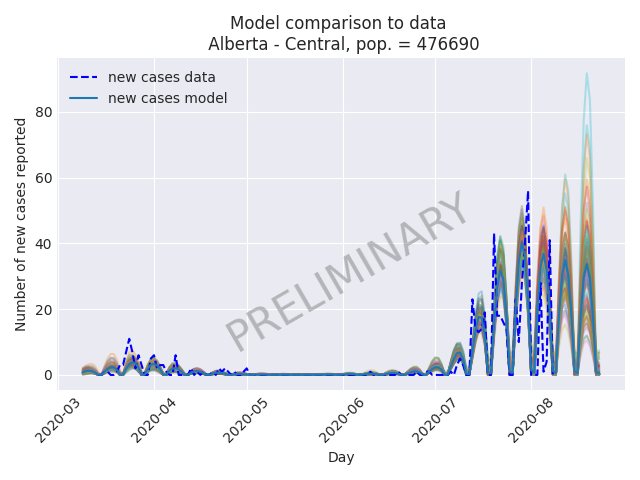 Model comparison to data
Alberta - Central, pop. = 476690
new cases data
new cases model
Number of new cases reported
80
60
40
20
0
PRELIMINARY
2020-03
2020-04
2020-05
2020-06
2020-07
2020-08
Day